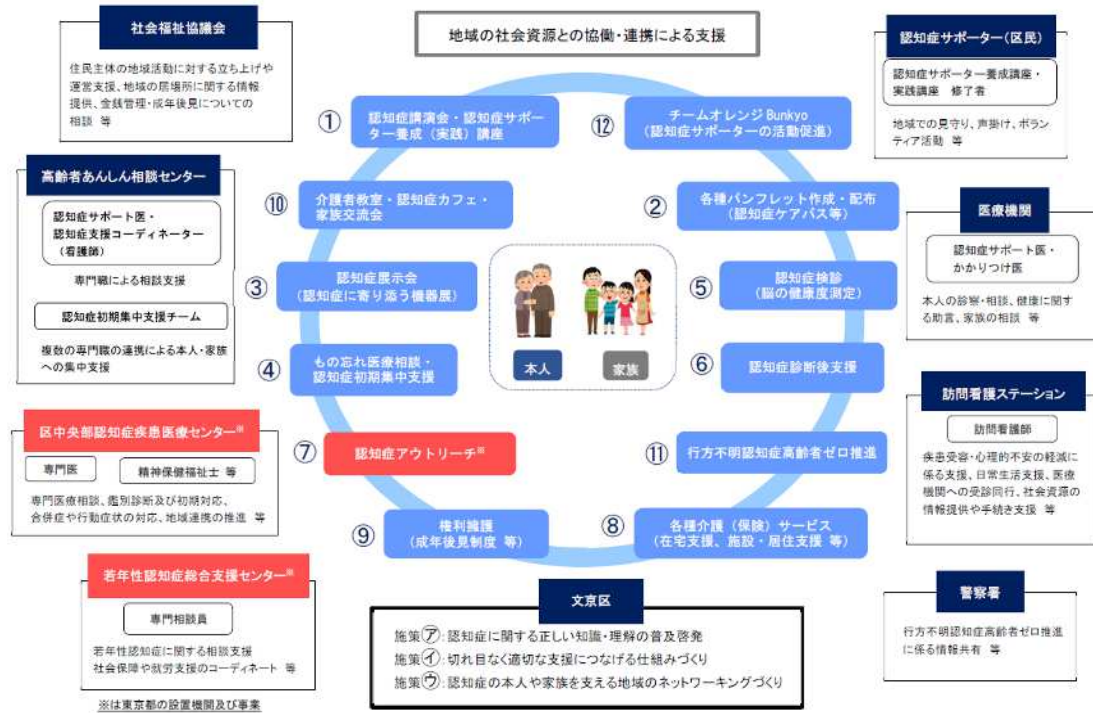 地域の社会資源との協働・連携による支援
社会福祉協議会
住民主体の地域活動に対する立ち上げや
運営支援、地域の居場所に関する情報
提供、金銭管理・成年後見についての
相談 等
高齢者あんしん相談センター
認知症サポート医・
認知症支援コーディネーター
(看護師)
専門職による相談支援
認知症初期集中支援チーム
複数の専門職の連携による本人・家族
への集中支援
区中央部認知症疾患医療センター※
専門医
精神保健福祉士 等
専門医療相談、鑑別診断及び初期対応、
合併症や行動症状の対応、地域連携の推進 等
若年性認知症総合支援センター※
専門相談員
若年性認知症に関する相談支援
社会保障や就労支援のコーディネート 等
※は東京都の設置機関及び事業
①
認知症講演会・認知症サポー
ター養成(実践)講座
⑩
介護者教室・認知症カフェ・
家族交流会
③
認知症展示会
(認知症に寄り添う機器展)
④
もの忘れ医療相談・
認知症初期集中支援
⑦
認知症アウトリーチ※
⑨
権利擁護
(成年後見制度 等)
本人
家族
⑫
チームオレンジBunkyo
(認知症サポーターの活動促進)
②
各種パンフレット作成・配布
(認知症ケアパス等)
⑤
認知症検診
(脳の健康度測定)
⑥
認知症診断後支援
⑪
行方不明認知症高齢者ゼロ推進
⑧
各種介護(保険)サービス
(在宅支援、施設・居住支援 等)
文京区
施策㋐:認知症に関する正しい知識・理解の普及啓発
施策㋑:切れ目なく適切な支援につなげる仕組みづくり
施策㋒:認知症の本人や家族を支える地域のネットワーキングづくり
認知症サポーター(区民)
認知症サポーター養成講座・
実践講座 修了者
地域での見守り、声掛け、ボラン
ティア活動 等
医療機関
認知症サポート医・
かかりつけ医
本人の診察・相談、健康に関す
る助言、家族の相談 等
訪問看護ステーション
訪問看護師
疾患受容・心理的不安の軽減に
係る支援、日常生活支援、医療
機関への受診同行、社会資源の
情報提供や手続き支援 等
警察署
行方不明認知症高齢者ゼロ推進
に係る情報共有 等